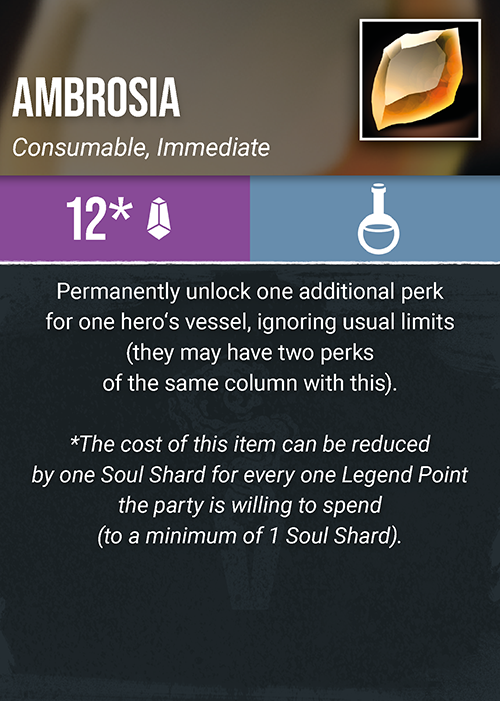 AMBROSIA
Consumable, Immediate
12*
Permanently unlock one additional perk
for one hero‘s vessel, ignoring usual limits
(they may have two perks
of the same column with this).
*The cost of this item can be reduced
by one Soul Shard for every one Legend Point
the party is willing to spend
(to a minimum of 1 Soul Shard).